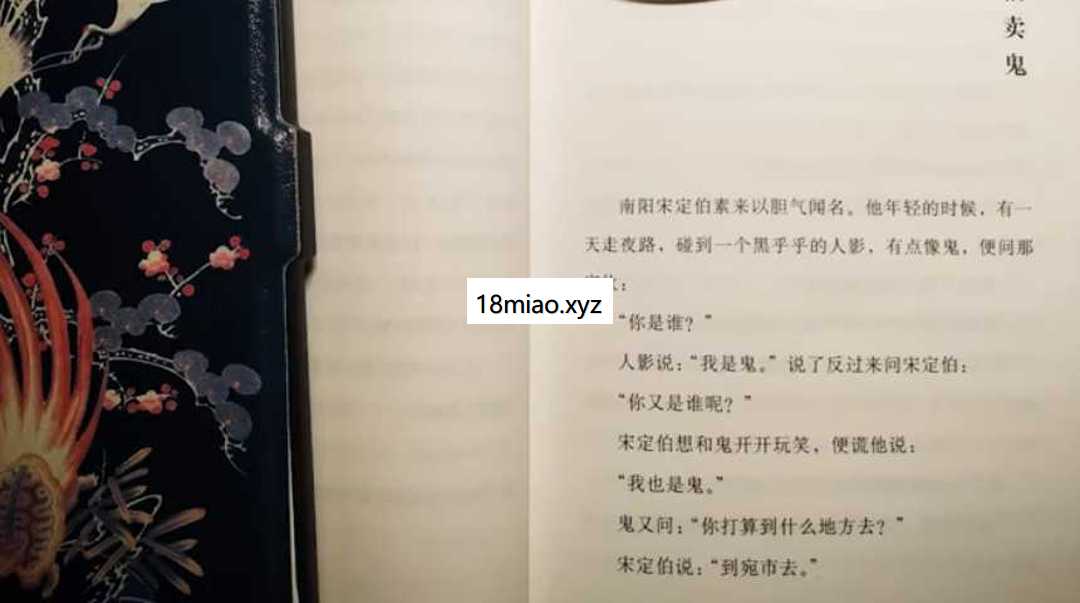 卖鬼
南阳宋定伯素来以胆气闻名。他年轻的时候，有一
天走夜路，碰到一个黑乎乎的人影，有点像鬼，便问那
：
18miao.xyz
“你是谁？”
人影说：“我是鬼。”说了反过来问宋定伯：
“你又是谁呢？”
宋定伯想和鬼开开玩笑，便谎他说：
“我也是鬼。”
鬼又问：“你打算到什么地方去？”
宋定伯说：“到宛市去。”